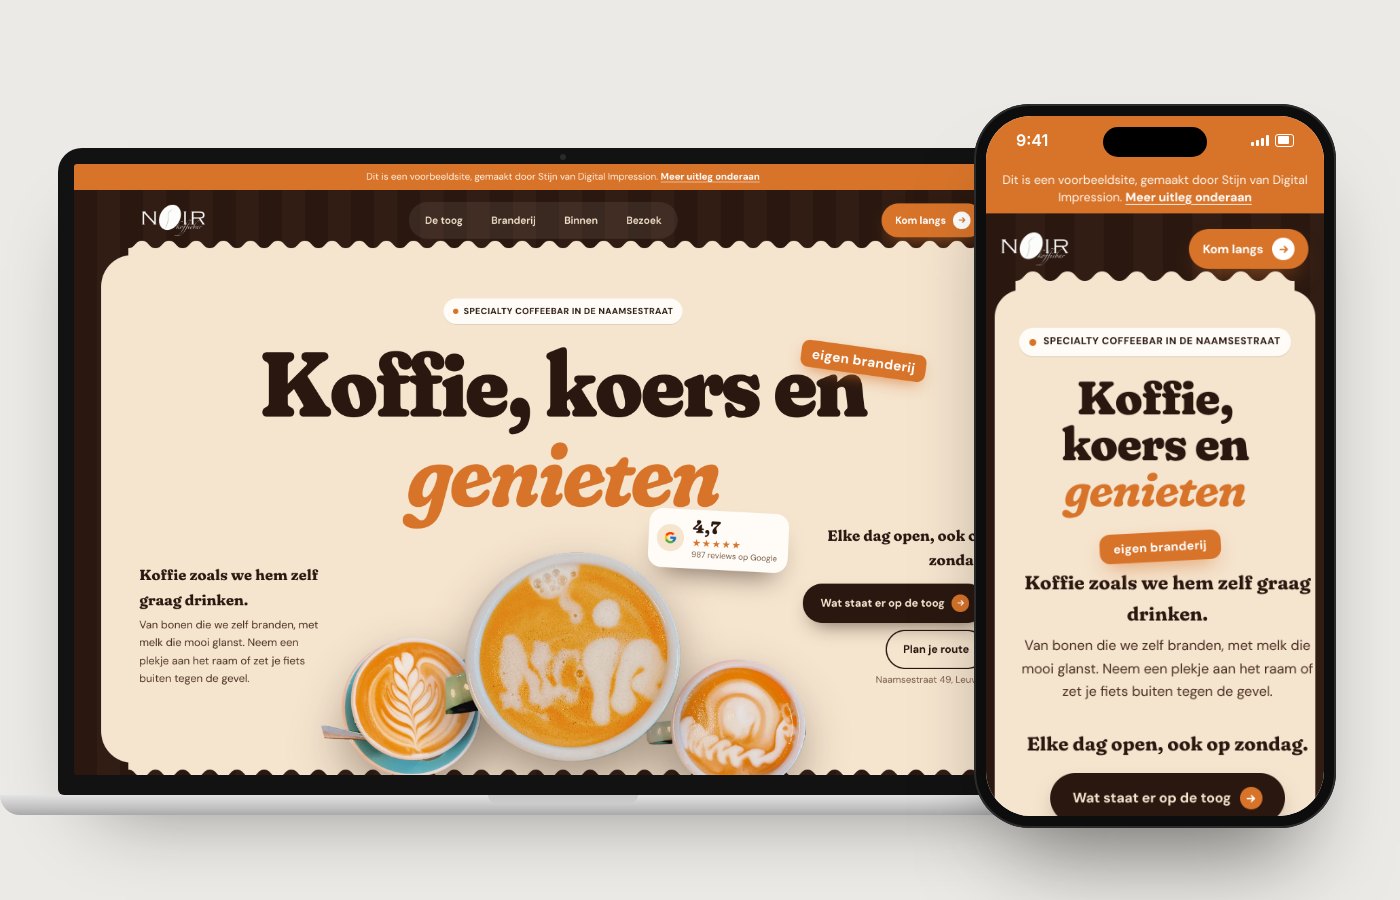 Dit is een voorbeeldsite, gemaakt door Stijn van Digital Impression. Meer uitleg onderaan
NOIR
koffiebar
De toog
Branderij
Binnen
Bezoek
Kom langs
SPECIALTY COFFEEBAR IN DE NAAMSESTRAAT
eigen branderij
Koffie, koers en
genieten
4,7
987 reviews op Google
Koffie zoals we hem zelf
graag drinken.
Van bonen die we zelf branden, met
melk die mooi glanst. Neem een
plekje aan het raam of zet je fiets
buiten tegen de gevel.
NOIR
Elke dag open, ook
Wat staat er op de toog
Plan je route
Naamsestraat 49,
9:41
Dit is een voorbeeldsite, gemaakt door Stijn van Digital
Impression. Meer uitleg onderaan
NOIR
koffiebar
Kom langs
SPECIALTY COFFEEBAR IN DE NAAMSESTRAAT
Koffie,
koers en
genieten
eigen branderij
Koffie zoals we hem zelf graag
drinken.
Van bonen die we zelf branden, met melk die
mooi glanst. Neem een plekje aan het raam of
zet je fiets buiten tegen de gevel.
Elke dag open, ook op zondag.
Wat staat er op de toog